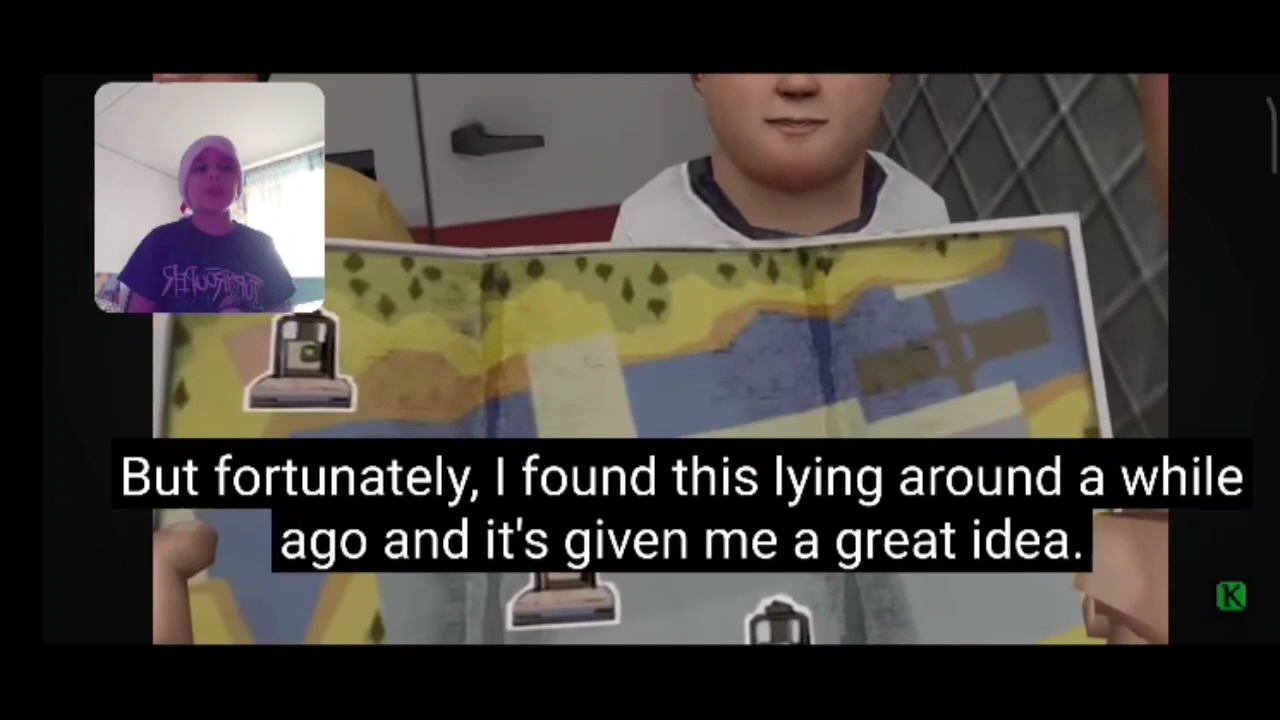 But fortunately, I found this lying around a while
ago and it's given me a great idea.
K